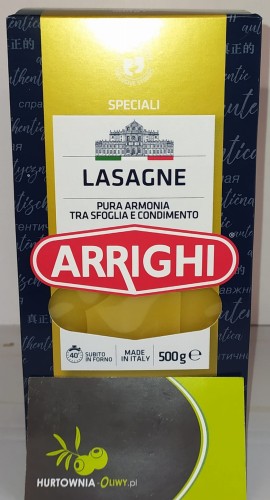 SPECIALI
LASAGNE
PURA ARMONIA
TRA SFOGLIA E CONDIMENTO
ARRIGHI
40'
SUBITO
IN FORNO
MADE
IN ITALY
500g e
HURTOWNIA-OLIWY.pl